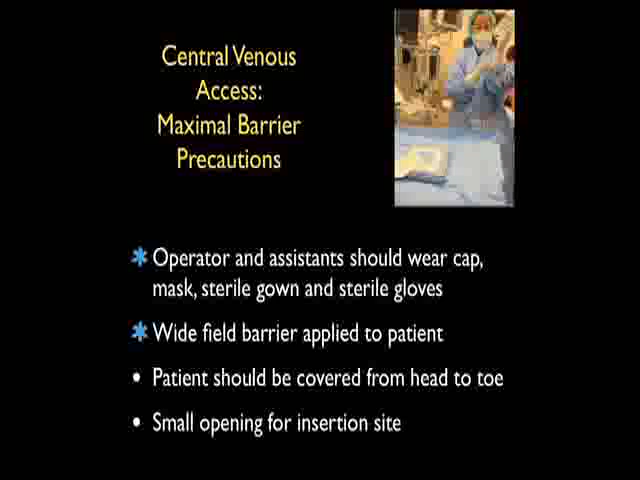 Central Venous
Access:
Maximal Barrier
Precautions
Operator and assistants should wear cap,
mask, sterile gown and sterile gloves
Wide field barrier applied to patient
Patient should be covered from head to toe
Small opening for insertion site